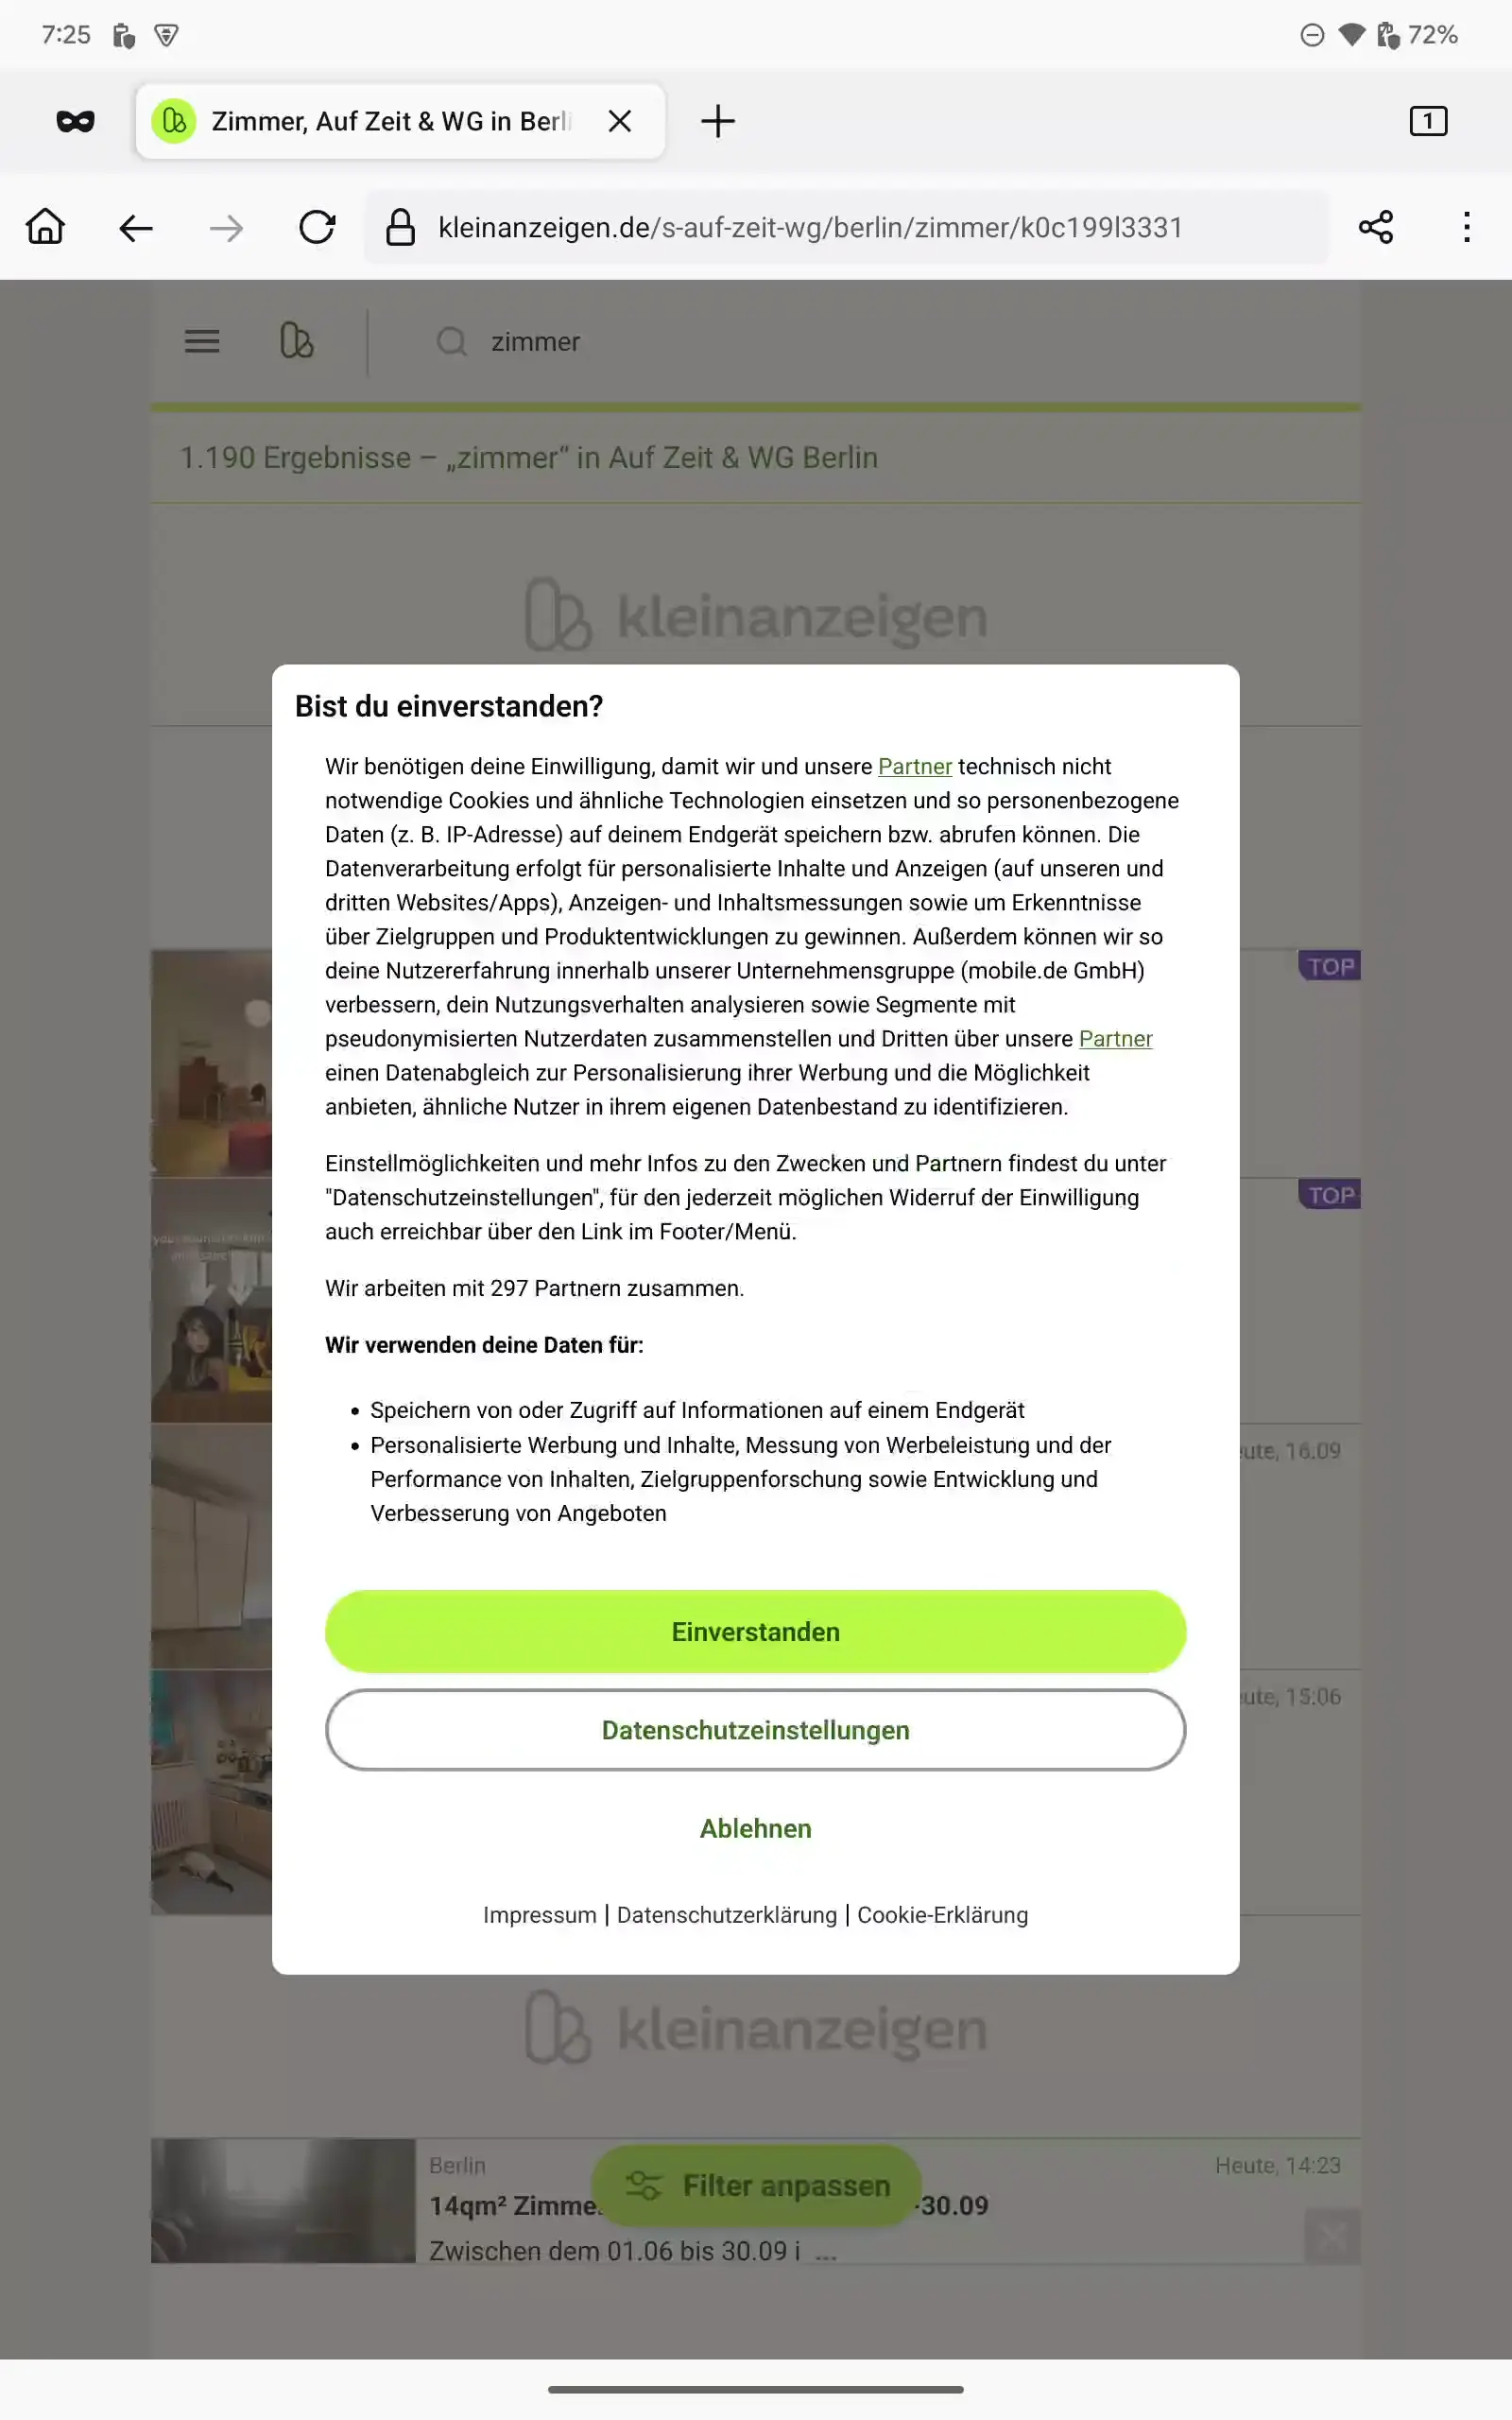 7:25
72%
Zimmer, Auf Zeit & WG in Berli
1
kleinanzeigen.de/s-auf-zeit-wg/berlin/zimmer/k0c199l3331
zimmer
1.190 Ergebnisse – „zimmer“ in Auf Zeit & WG Berlin
kleinanzeigen
Bist du einverstanden?
Wir benötigen deine Einwilligung, damit wir und unsere Partner technisch nicht
notwendige Cookies und ähnliche Technologien einsetzen und so personenbezogene
Daten (z. B. IP-Adresse) auf deinem Endgerät speichern bzw. abrufen können. Die
Datenverarbeitung erfolgt für personalisierte Inhalte und Anzeigen (auf unseren und
dritten Websites/Apps), Anzeigen- und Inhaltsmessungen sowie um Erkenntnisse
über Zielgruppen und Produktentwicklungen zu gewinnen. Außerdem können wir so
deine Nutzererfahrung innerhalb unserer Unternehmensgruppe (mobile.de GmbH)
verbessern, dein Nutzungsverhalten analysieren sowie Segmente mit
pseudonymisierten Nutzerdaten zusammenstellen und Dritten über unsere Partner
einen Datenabgleich zur Personalisierung ihrer Werbung und die Möglichkeit
anbieten, ähnliche Nutzer in ihrem eigenen Datenbestand zu identifizieren.
Einstellmöglichkeiten und mehr Infos zu den Zwecken und Partnern findest du unter
"Datenschutzeinstellungen", für den jederzeit möglichen Widerruf der Einwilligung
auch erreichbar über den Link im Footer/Menü.
Wir arbeiten mit 297 Partnern zusammen.
Wir verwenden deine Daten für:
• Speichern von oder Zugriff auf Informationen auf einem Endgerät
• Personalisierte Werbung und Inhalte, Messung von Werbeleistung und der
Performance von Inhalten, Zielgruppenforschung sowie Entwicklung und
Verbesserung von Angeboten
Einverstanden
Datenschutzeinstellungen
Ablehnen
Impressum | Datenschutzerklärung | Cookie-Erklärung
TOP
TOP
eute, 16:09
eute, 15:06
kleinanzeigen
Berlin
Heute, 14:23
14qm² Zimme
-30.09
Filter anpassen
Zwischen dem 01.06 bis 30.09 i ...